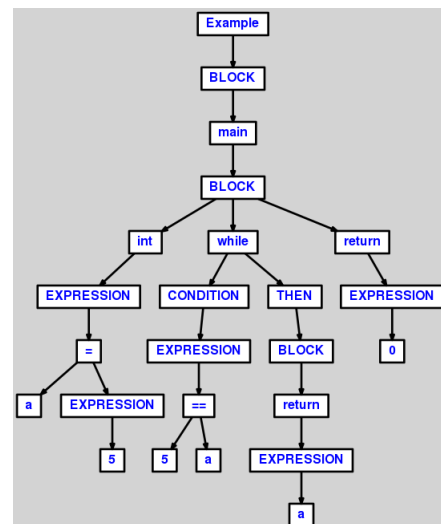 Example
BLOCK
main
BLOCK
int while return
EXPRESSION CONDITION THEN EXPRESSION
= EXPRESSION BLOCK 0
a EXPRESSION == return
5 5 a EXPRESSION
a